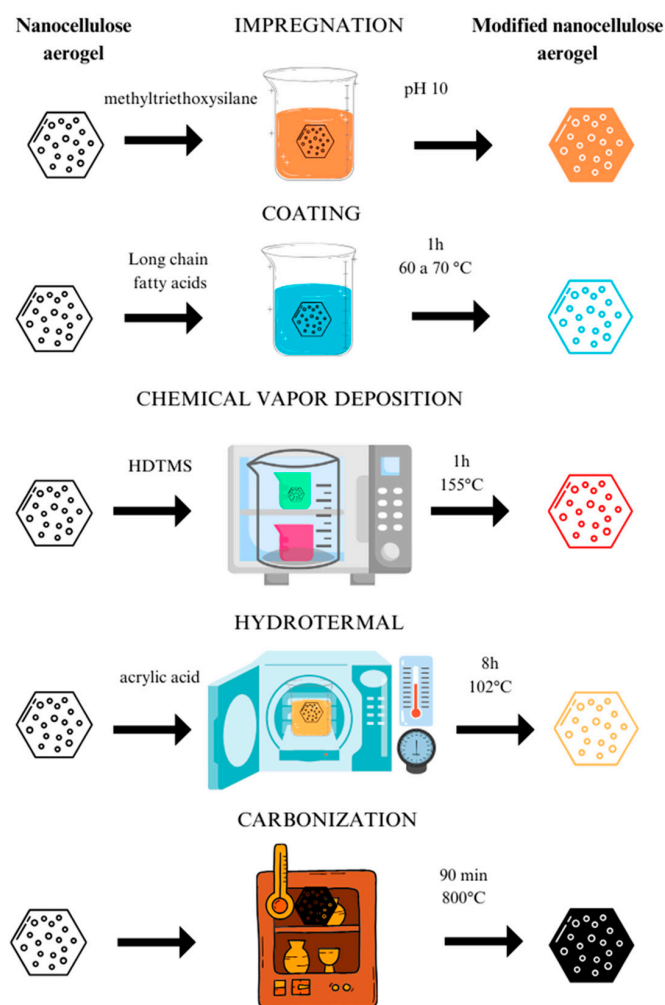 Nanocellulose
aerogel
IMPREGNATION
Modified nanocellulose
aerogel
methyltriethoxysilane
pH 10
COATING
Long chain
fatty acids
1h
60 a 70 °C
CHEMICAL VAPOR DEPOSITION
HDTMS
1h
155°C
HYDROTERMAL
acrylic acid
8h
102°C
CARBONIZATION
90 min
800°C